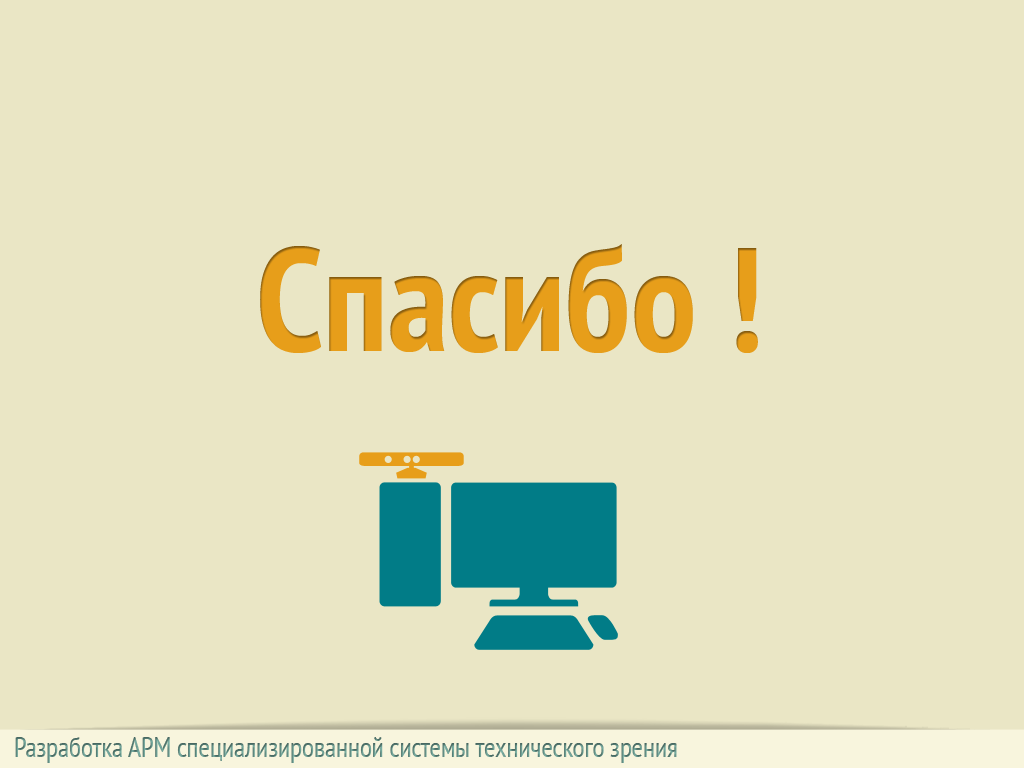 Спасибо !
Разработка АРМ специализированной системы технического зрения